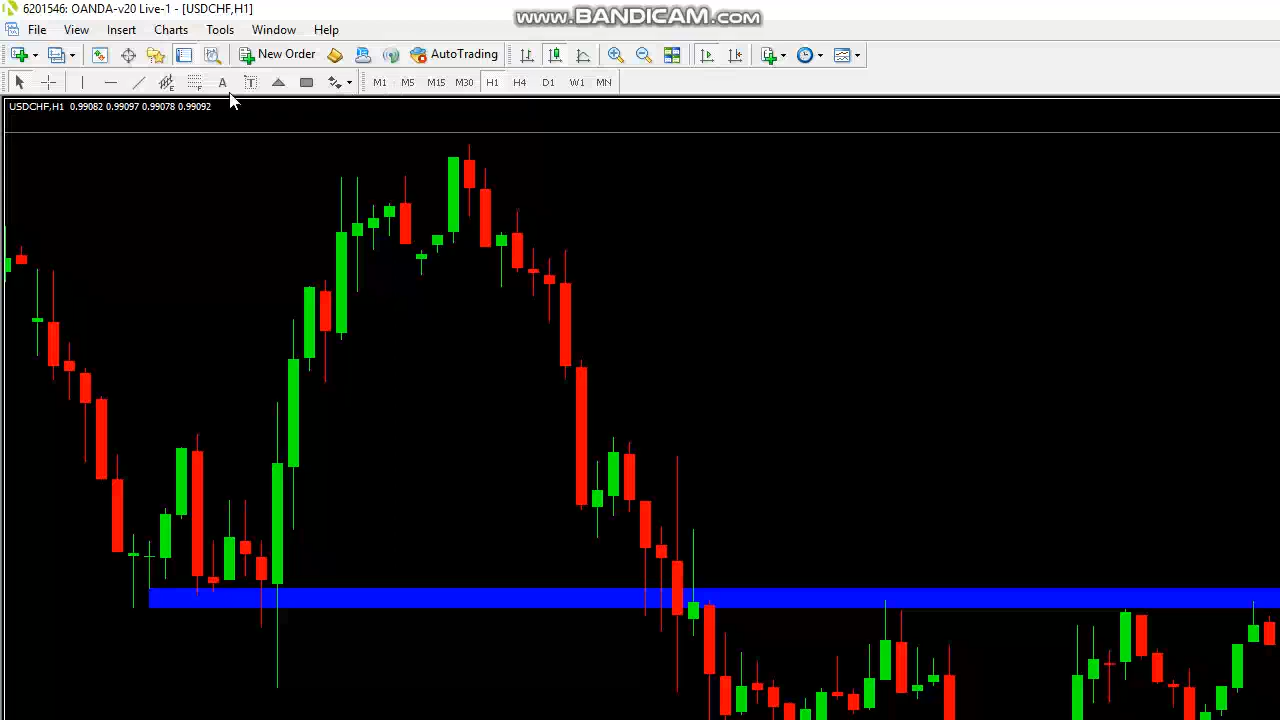 6201546: OANDA-v20 Live-1 - [USDCHF,H1]
www.BANDICAM.com
File View Insert Charts Tools Window Help
New Order AutoTrading
A T M1 M5 M15 M30 H1 H4 D1 W1 MN
USDCHF,H1 0.99082 0.99097 0.99078 0.99092